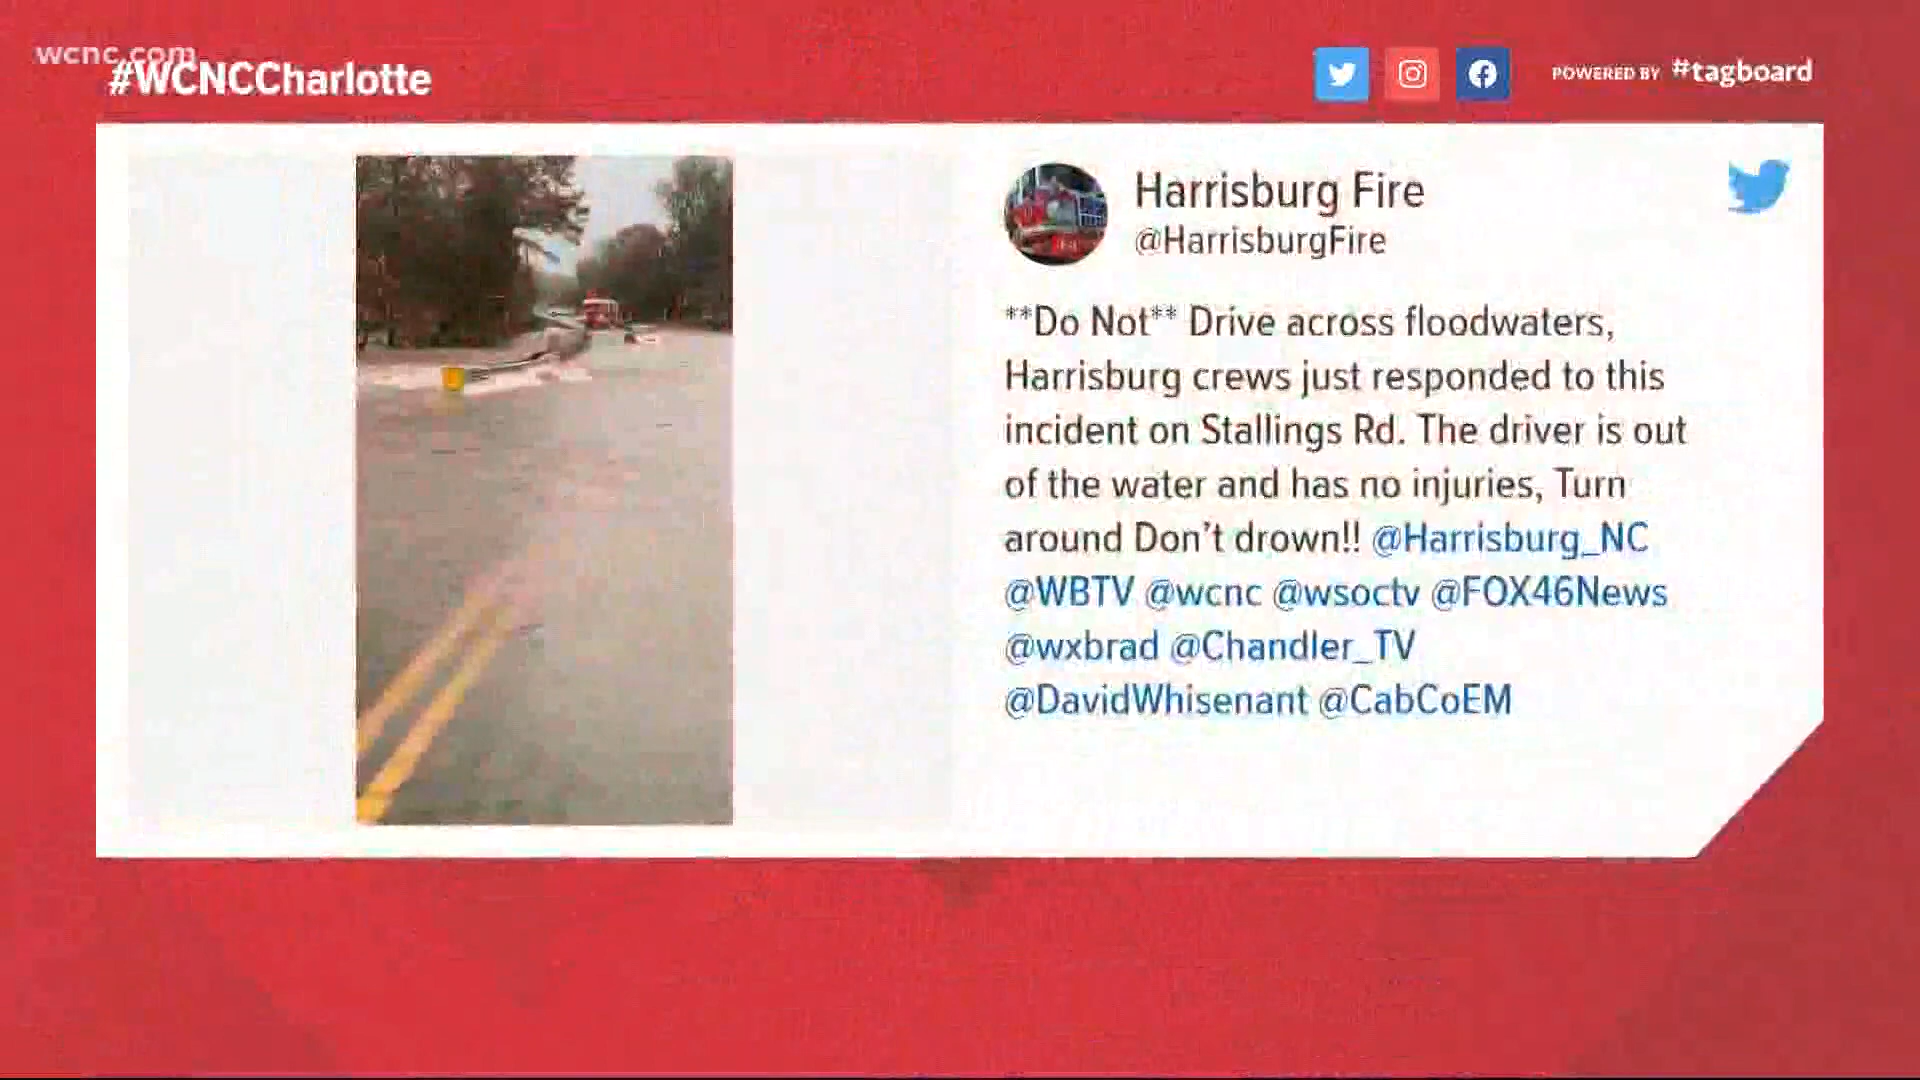 wcnc.com
#WCNCCharlotte
POWERED BY #tagboard
Harrisburg Fire
@HarrisburgFire
**Do Not** Drive across floodwaters,
Harrisburg crews just responded to this
incident on Stallings Rd. The driver is out
of the water and has no injuries, Turn
around Don't drown!! @Harrisburg_NC
@WBTV @wcnc @wsoctv @FOX46News
@wxbrad @Chandler_TV
@DavidWhisenant @CabCoEM